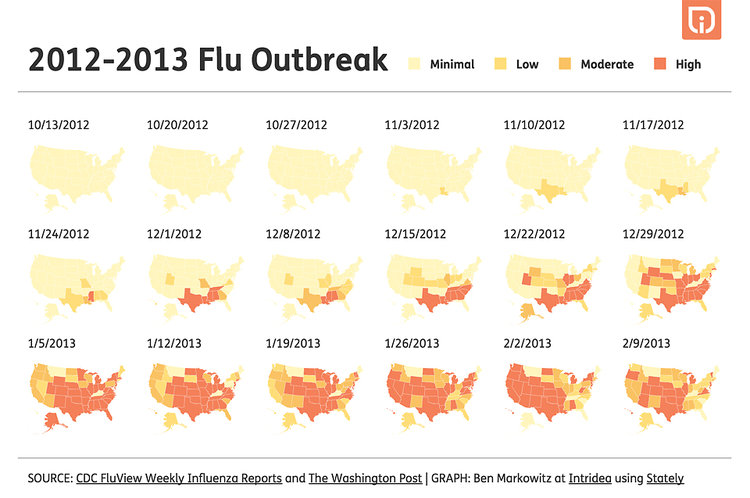 2012-2013 Flu Outbreak
Minimal Low Moderate High
10/13/2012 10/20/2012 10/27/2012 11/3/2012 11/10/2012 11/17/2012
11/24/2012 12/1/2012 12/8/2012 12/15/2012 12/22/2012 12/29/2012
1/5/2013 1/12/2013 1/19/2013 1/26/2013 2/2/2013 2/9/2013
SOURCE: CDC FluView Weekly Influenza Reports and The Washington Post | GRAPH: Ben Markowitz at Intridea using Stately